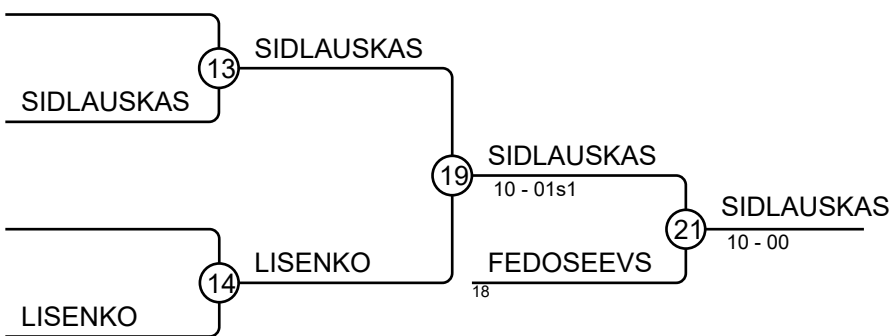 SIDLAUSKAS
13
SIDLAUSKAS
SIDLAUSKAS
19
10 - 01s1
SIDLAUSKAS
21
10 - 00
LISENKO
FEDOSEEVS
14
18
LISENKO